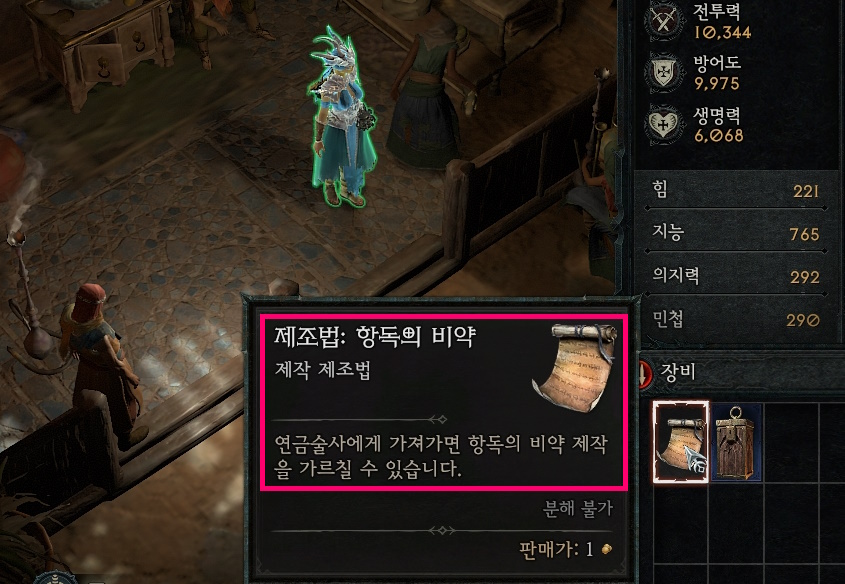 전투력
10,344
방어도
9,975
생명력
6,068
힘 221
지능 765
의지력 292
민첩 290
장비
제조법: 항독의 비약
제작 제조법
연금술사에게 가져가면 항독의 비약 제작
을 가르칠 수 있습니다.
분해 불가
판매가: 1